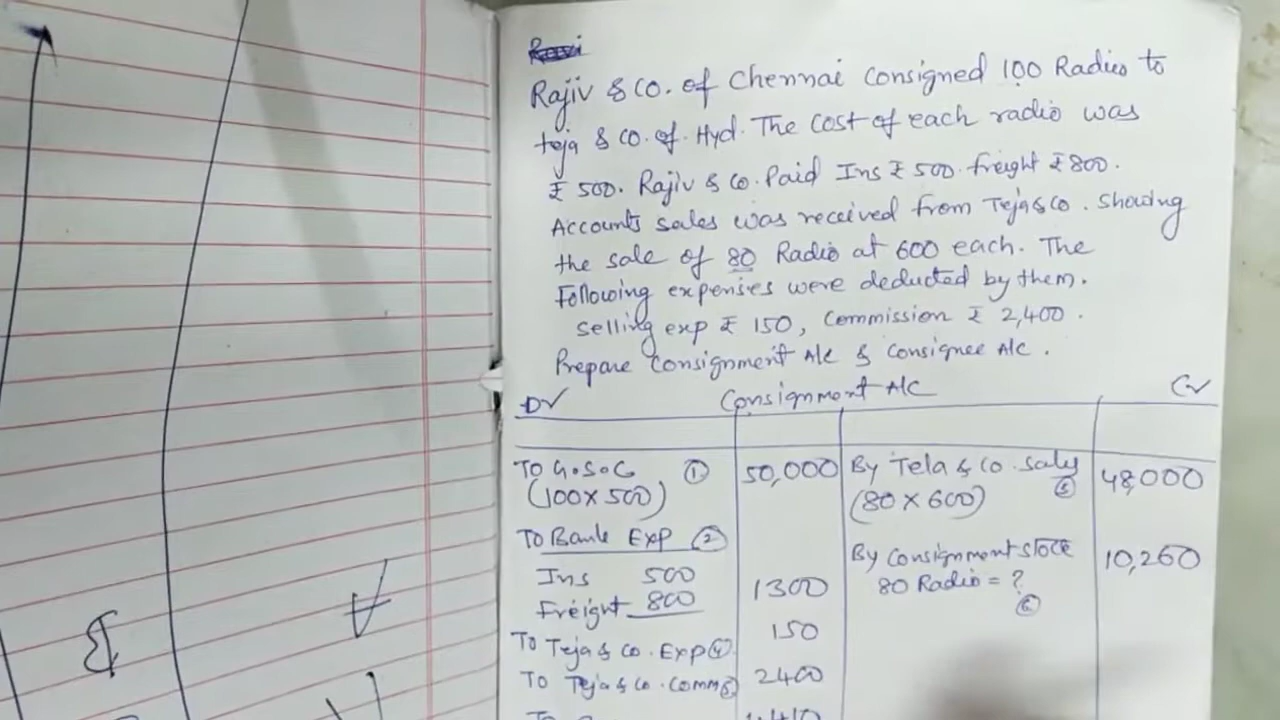 Rajiv & Co. of Chennai Consigned 100 Radios to
teja & Co. of. Hyd. The Cost of each radio was
₹ 500. Rajiv & Co. Paid Ins ₹ 500. freight ₹ 800.
Accounts sales was received from Teja & Co. Showing
the sale of 80 Radio at 600 each. The
Following expenses were deducted by them.
Selling exp ₹ 150, Commission ₹ 2,400.
Prepare Consignment A/c & Consignee A/c.
Dr Consignment A/C Cr
To G.S.O.C ① 50,000 By Tela & Co. sales 48,000
(100 x 500) (80 x 600)
To Bank Exp ②
Ins 500 1300 By Consignment stock 10,260
Freight 800 80 Radio = ? ⑥
To Teja & Co. Exp ④ 150
To Teja & Co. Comm 2400
To